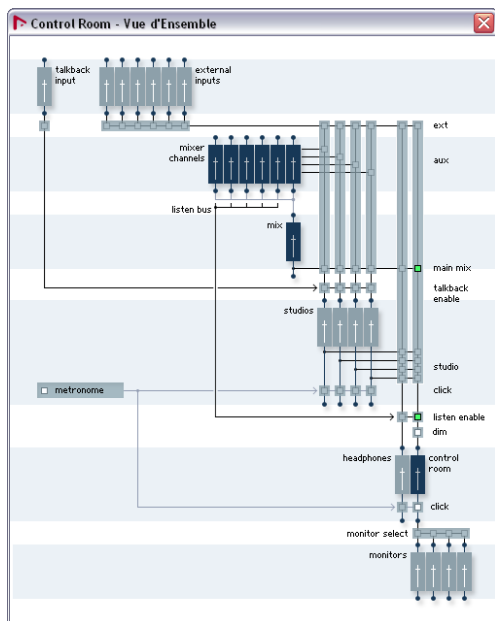 Control Room - Vue d'Ensemble
talkback
input
external
inputs
ext
mixer
channels
aux
listen bus
mix
main mix
talkback
enable
studios
studio
metronome
click
listen enable
dim
headphones
control
room
click
monitor select
monitors